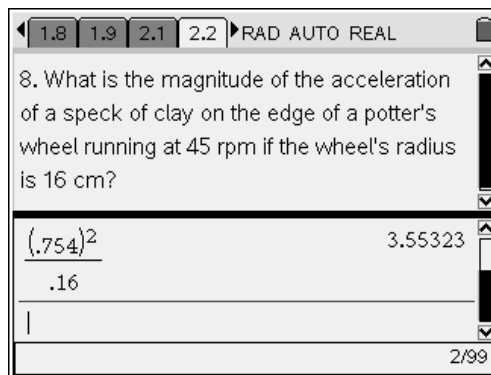 1.8 1.9 2.1 2.2 RAD AUTO REAL
8. What is the magnitude of the acceleration
of a speck of clay on the edge of a potter's
wheel running at 45 rpm if the wheel's radius
is 16 cm?
(.754)2 3.55323
.16
2/99